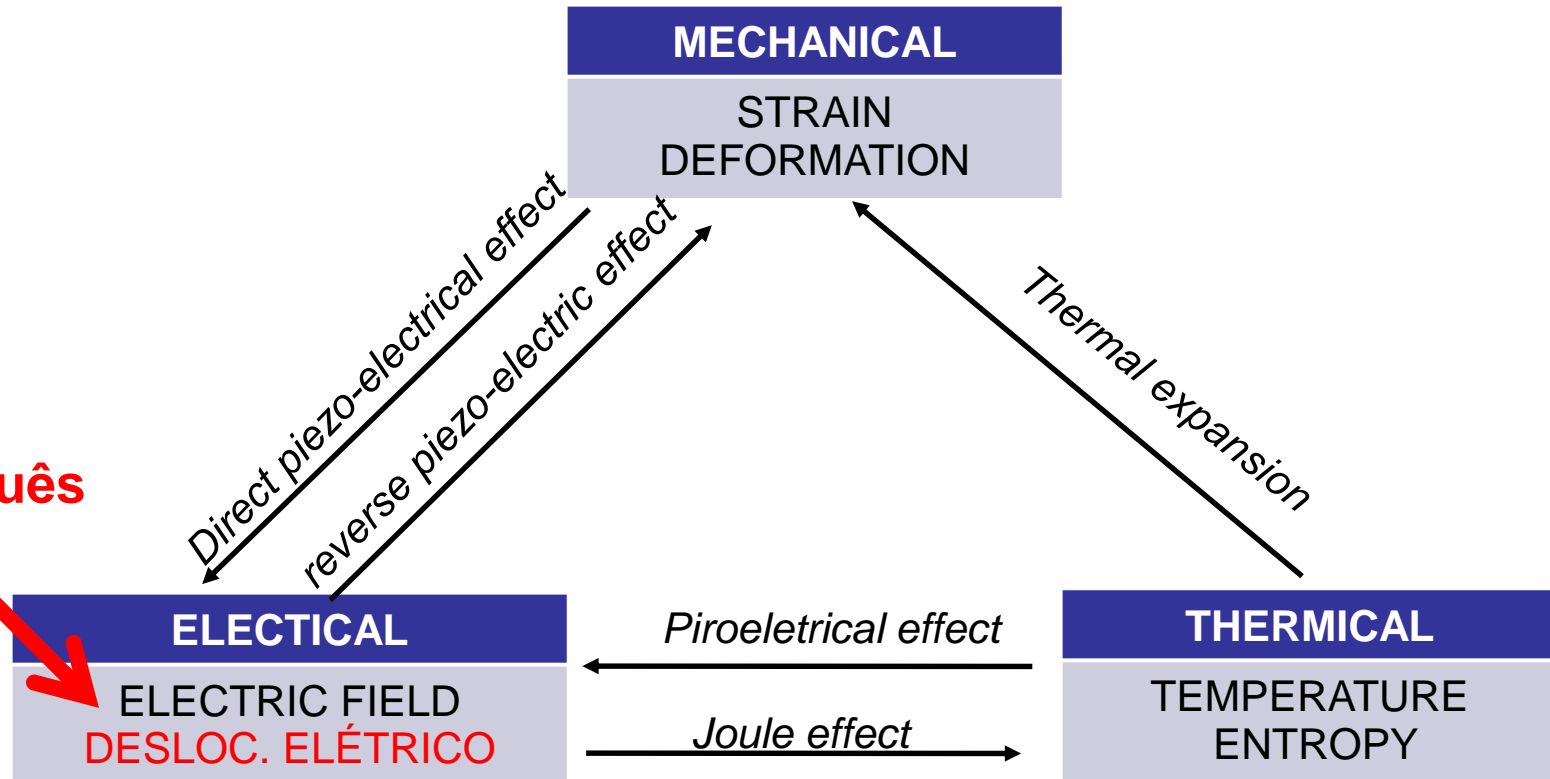 MECHANICAL
STRAIN
DEFORMATION
Direct piezo-electrical effect
reverse piezo-electric effect
Thermal expansion
uês
ELECTICAL
ELECTRIC FIELD
DESLOC. ELÉTRICO
Piroeletrical effect
Joule effect
THERMICAL
TEMPERATURE
ENTROPY